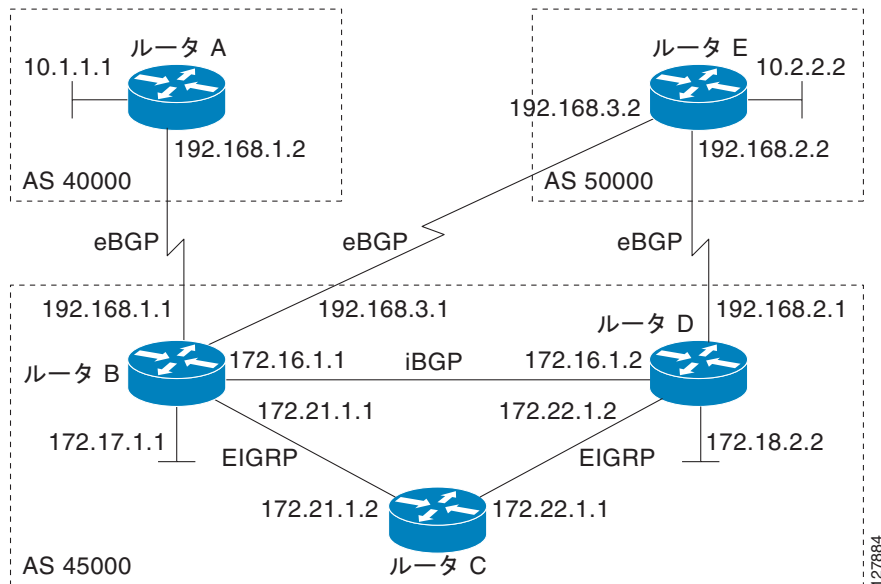 ルータ A
ルータ E
10.1.1.1
10.2.2.2
192.168.3.2
192.168.1.2
192.168.2.2
AS 40000
AS 50000
eBGP
eBGP
eBGP
192.168.1.1
192.168.3.1
192.168.2.1
ルータ D
ルータ B
172.16.1.1
iBGP
172.16.1.2
172.21.1.1
172.22.1.2
172.17.1.1
172.18.2.2
EIGRP
EIGRP
172.21.1.2
172.22.1.1
AS 45000
ルータ C
127884